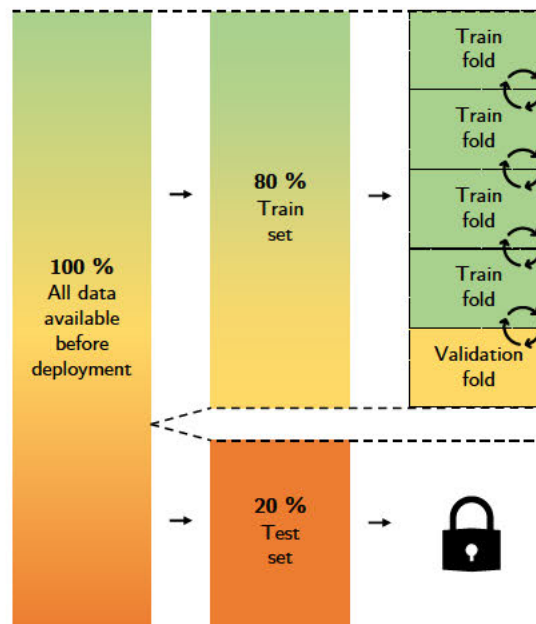 100 %
All data
available
before
deployment
80 %
Train
set
20 %
Test
set
Train
fold
Train
fold
Train
fold
Train
fold
Validation
fold